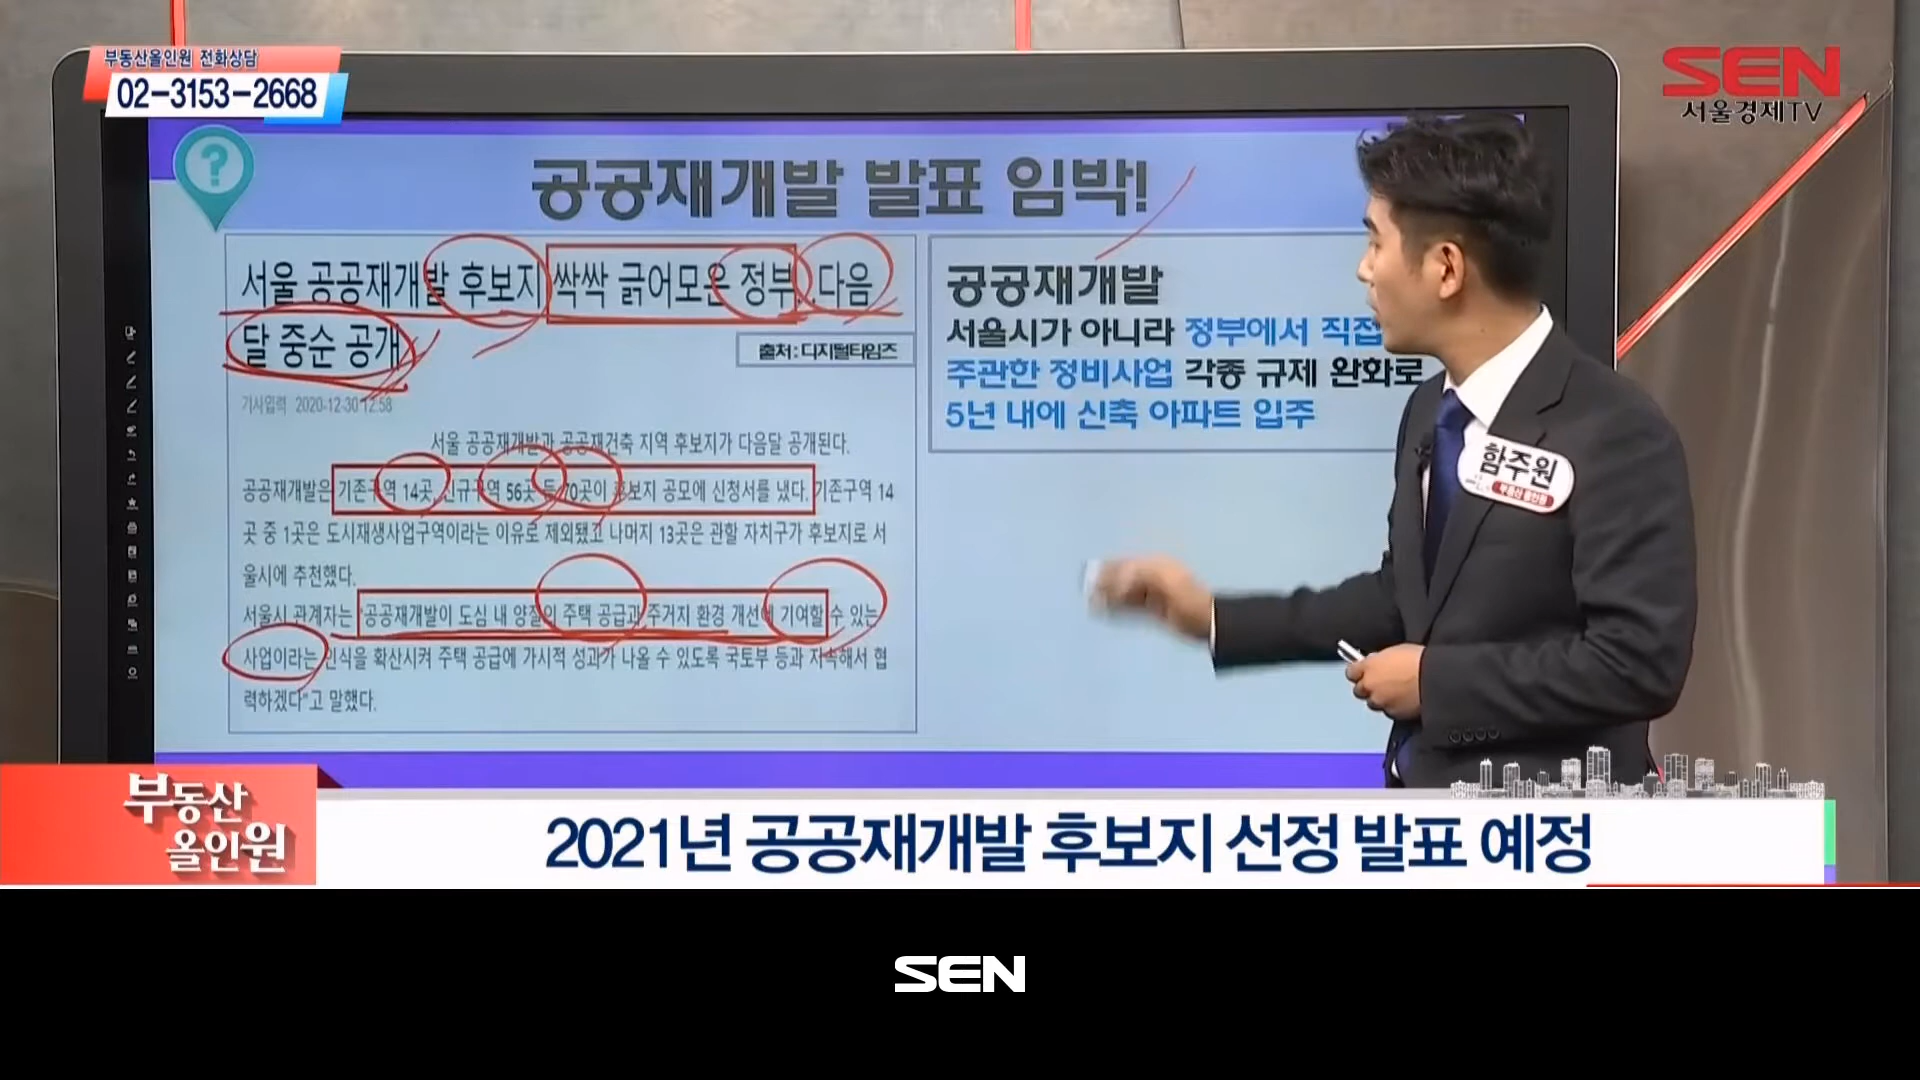 부동산올인원 전화상담
02-3153-2668
SEN
서울경제TV
?
공공재개발 발표 임박!
서울 공공재개발 후보지 싹싹 긁어모은 정부...다음
달 중순 공개
출처:디지털타임즈
기사입력 2020-12-30 12:58
서울 공공재개발과 공공재건축 지역 후보지가 다음달 공개된다.
공공재개발은 기존구역 14곳, 신규구역 56곳 등 70곳이 후보지 공모에 신청서를 냈다. 기존구역 14
곳 중 1곳은 도시재생사업구역이라는 이유로 제외됐고 나머지 13곳은 관할 자치구가 후보지로 서
울시에 추천했다.
서울시 관계자는 "공공재개발이 도심 내 양질의 주택 공급과 주거지 환경 개선에 기여할 수 있는
사업이라는 인식을 확산시켜 주택 공급에 가시적 성과가 나올 수 있도록 국토부 등과 지속해서 협
력하겠다"고 말했다.
공공재개발
서울시가 아니라 정부에서 직접
주관한 정비사업 각종 규제 완화로
5년 내에 신축 아파트 입주
함주원
부동산
올인원
2021년 공공재개발 후보지 선정 발표 예정
SEN